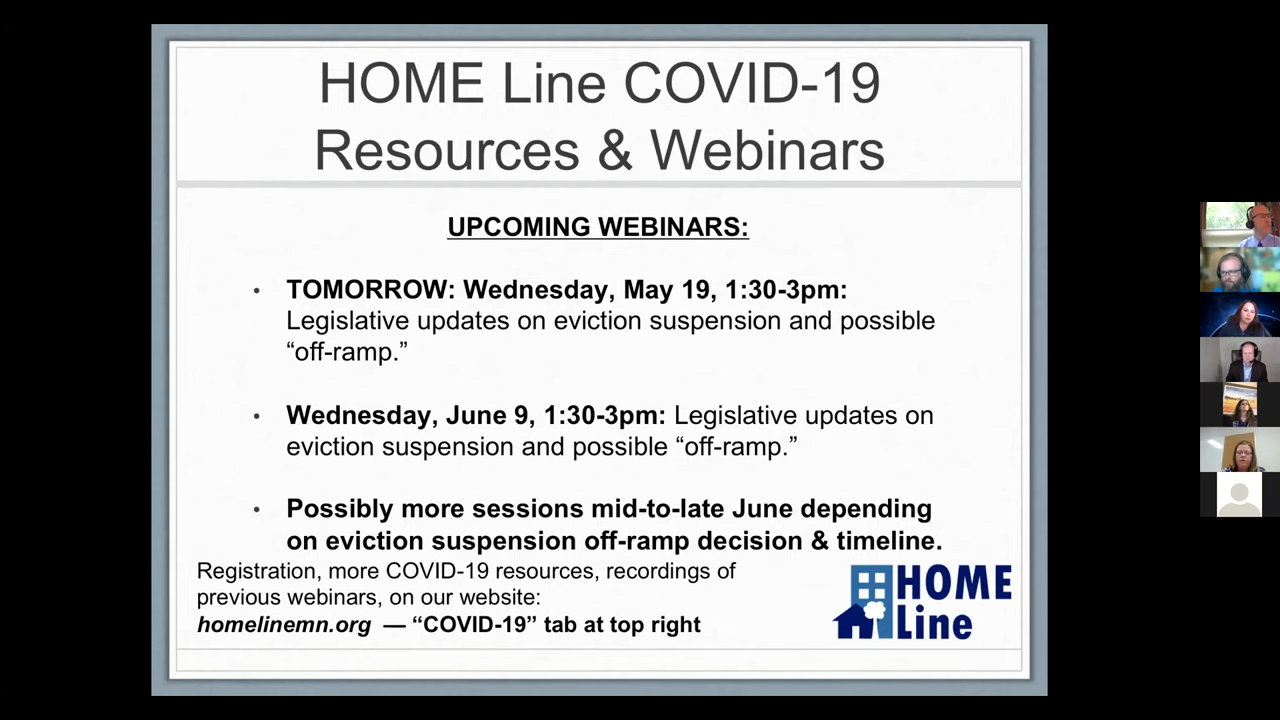 HOME Line COVID-19
Resources & Webinars
UPCOMING WEBINARS:
• TOMORROW: Wednesday, May 19, 1:30-3pm:
Legislative updates on eviction suspension and possible
“off-ramp.”
• Wednesday, June 9, 1:30-3pm: Legislative updates on
eviction suspension and possible “off-ramp.”
• Possibly more sessions mid-to-late June depending
on eviction suspension off-ramp decision & timeline.
Registration, more COVID-19 resources, recordings of
previous webinars, on our website:
homelinemn.org — “COVID-19” tab at top right
HOME
Line